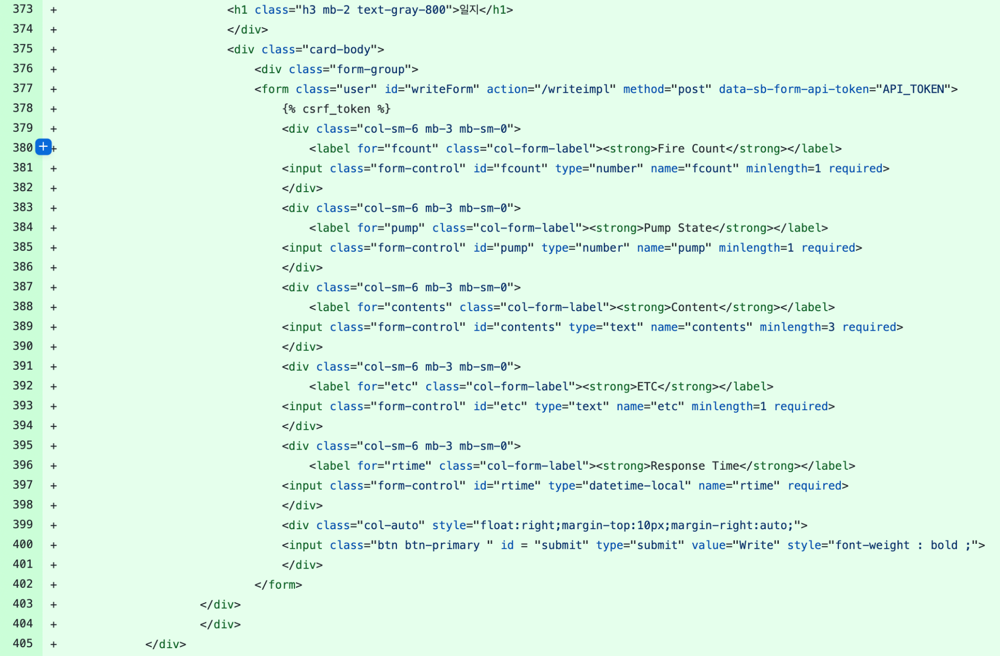 373 + <h1 class="h3 mb-2 text-gray-800">일지</h1>
374 + </div>
375 + <div class="card-body">
376 + <div class="form-group">
377 + <form class="user" id="writeForm" action="/writeimpl" method="post" data-sb-form-api-token="API_TOKEN">
378 + {% csrf_token %}
379 + <div class="col-sm-6 mb-3 mb-sm-0">
380 + + <label for="fcount" class="col-form-label"><strong>Fire Count</strong></label>
381 + <input class="form-control" id="fcount" type="number" name="fcount" minlength=1 required>
382 + </div>
383 + <div class="col-sm-6 mb-3 mb-sm-0">
384 + <label for="pump" class="col-form-label"><strong>Pump State</strong></label>
385 + <input class="form-control" id="pump" type="number" name="pump" minlength=1 required>
386 + </div>
387 + <div class="col-sm-6 mb-3 mb-sm-0">
388 + <label for="contents" class="col-form-label"><strong>Content</strong></label>
389 + <input class="form-control" id="contents" type="text" name="contents" minlength=3 required>
390 + </div>
391 + <div class="col-sm-6 mb-3 mb-sm-0">
392 + <label for="etc" class="col-form-label"><strong>ETC</strong></label>
393 + <input class="form-control" id="etc" type="text" name="etc" minlength=1 required>
394 + </div>
395 + <div class="col-sm-6 mb-3 mb-sm-0">
396 + <label for="rtime" class="col-form-label"><strong>Response Time</strong></label>
397 + <input class="form-control" id="rtime" type="datetime-local" name="rtime" required>
398 + </div>
399 + <div class="col-auto" style="float:right;margin-top:10px;margin-right:auto;">
400 + <input class="btn btn-primary " id = "submit" type="submit" value="Write" style="font-weight : bold ;">
401 + </div>
402 + </form>
403 + </div>
404 + </div>
405 + </div>